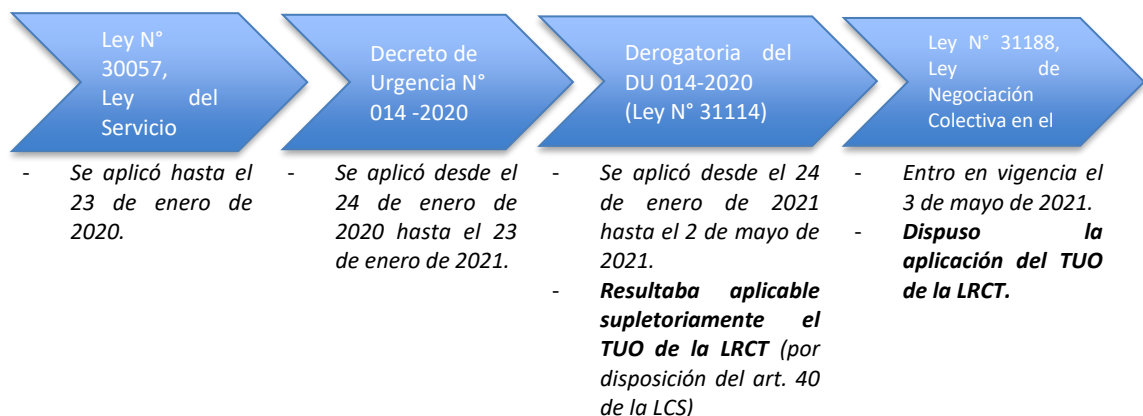 Ley N°
30057,
Ley del
Servicio
Decreto de
Urgencia N°
014 -2020
Derogatoria del
DU 014-2020
(Ley N° 31114)
Ley N° 31188,
Ley de
Negociación
Colectiva en el
- Se aplicó hasta el
23 de enero de
2020.
- Se aplicó desde el
24 de enero de
2020 hasta el 23
de enero de 2021.
- Se aplicó desde el 24
de enero de 2021
hasta el 2 de mayo de
2021.
- Resultaba aplicable
supletoriamente el
TUO de la LRCT (por
disposición del art. 40
de la LCS)
- Entro en vigencia el
3 de mayo de 2021.
- Dispuso la
aplicación del TUO
de la LRCT.